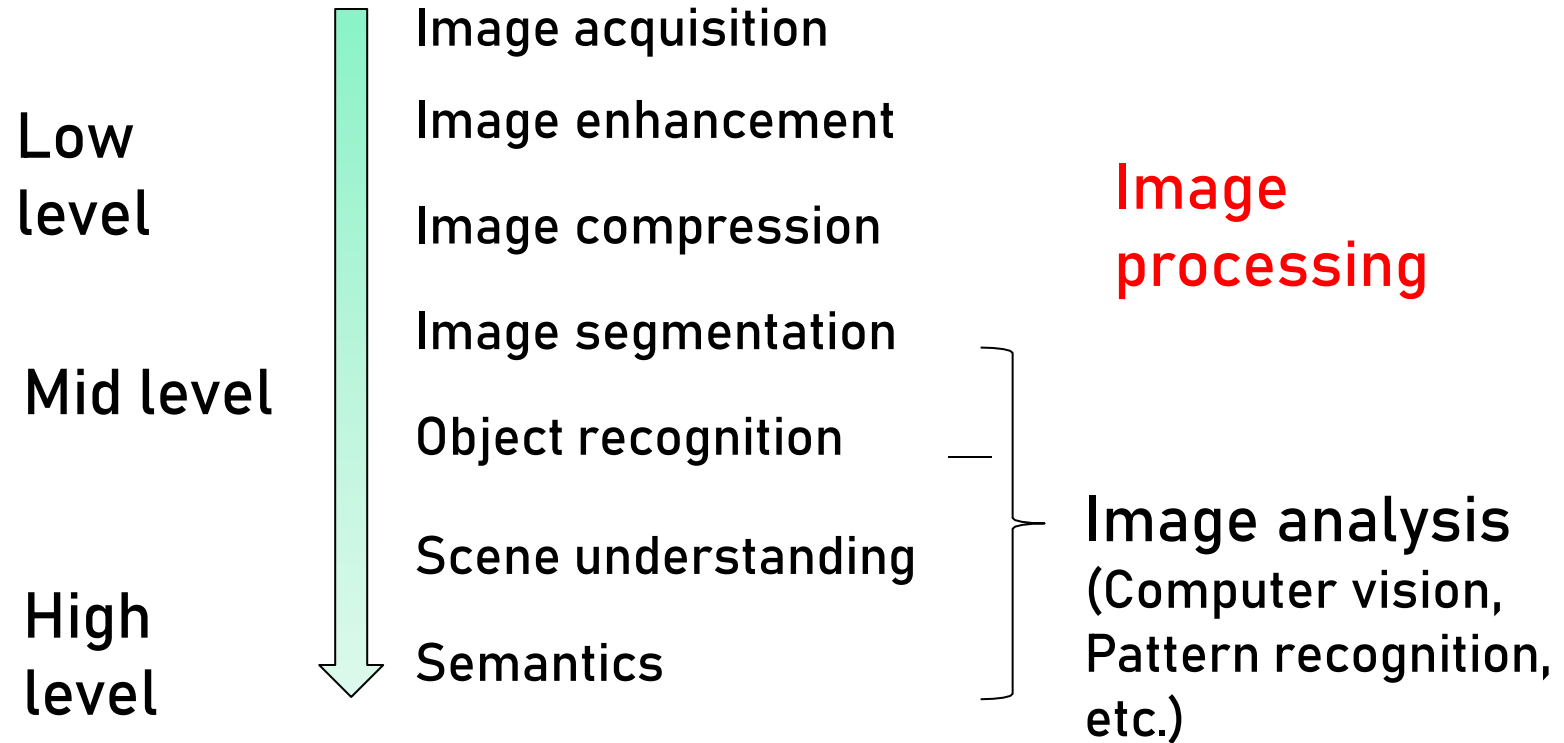 Low
level
Mid level
High
level
Image acquisition
Image enhancement
Image compression
Image segmentation
Object recognition
Scene understanding
Semantics
Image
processing
Image analysis
(Computer vision,
Pattern recognition,
etc.)